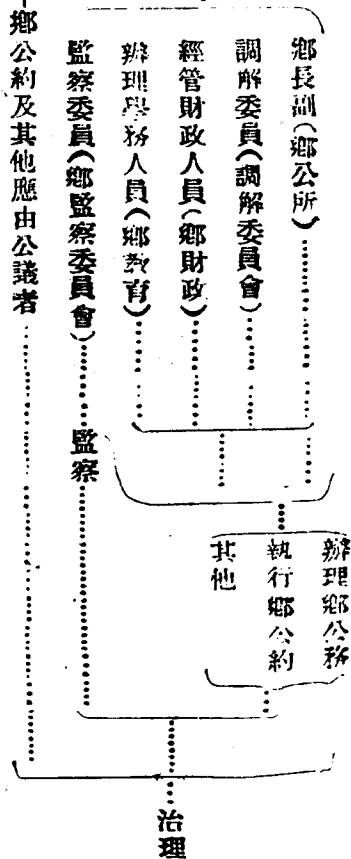 鄉長副(鄉公所)
調解委員(調解委員會)
經管財政人員(鄉財政)
辦理學務人員(鄉教育)
監察委員(鄉監察委員會)
監察
鄉公約及其他應由公議者
辦理鄉公務
執行鄉公約
其他
治理